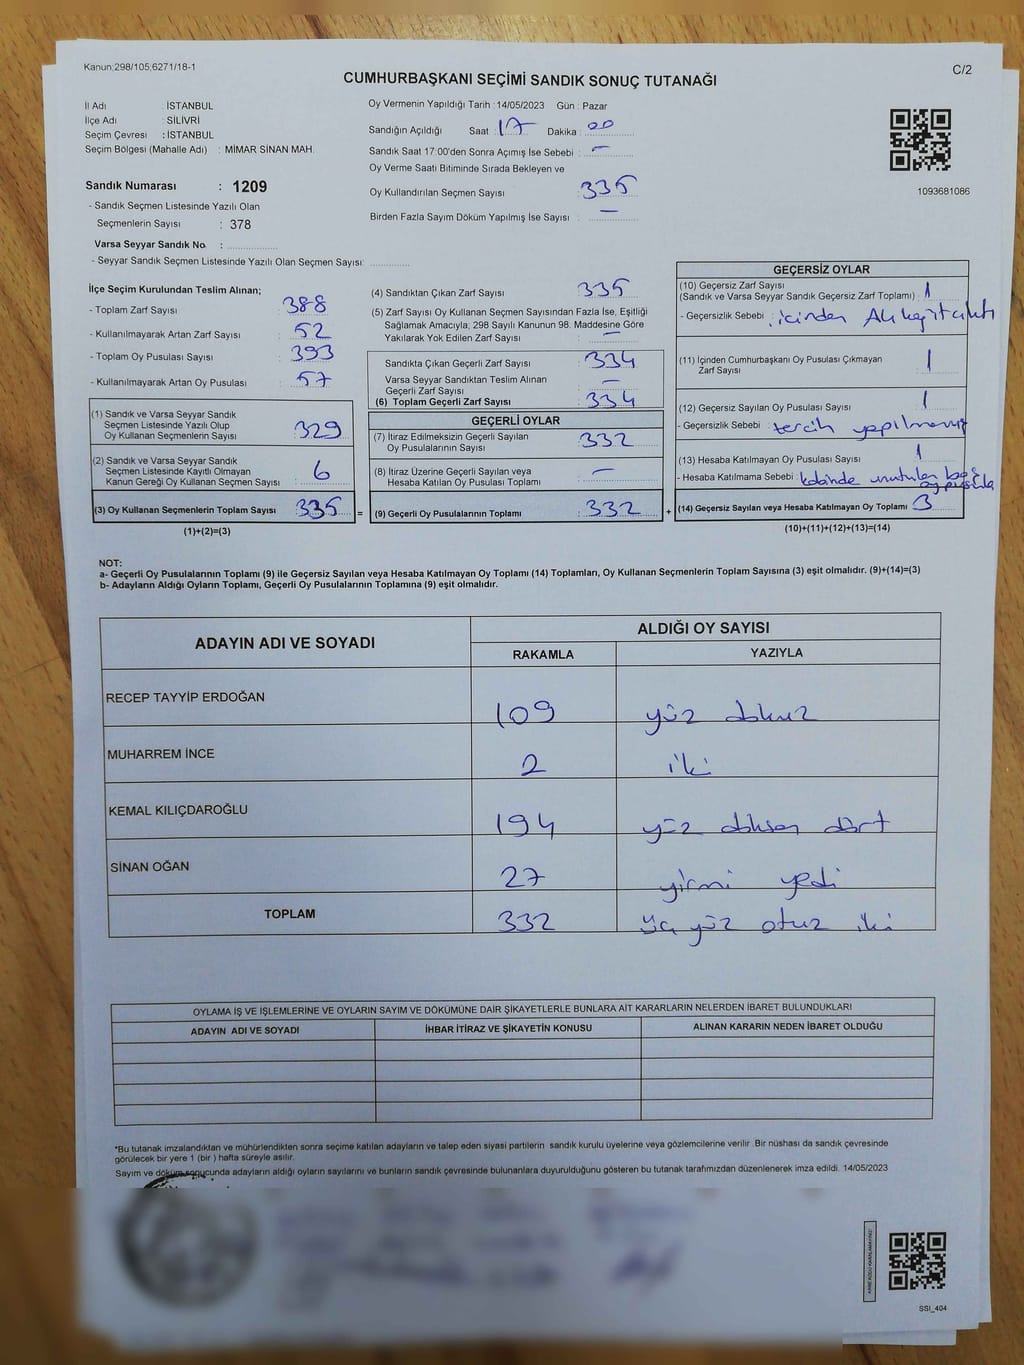 Kanun;298/105,6271/18-1
C/2
CUMHURBAŞKANI SEÇİMİ SANDIK SONUÇ TUTANAĞI
İl Adı : İSTANBUL
İlçe Adı : SİLİVRİ
Seçim Çevresi : İSTANBUL
Seçim Bölgesi (Mahalle Adı) : MİMAR SİNAN MAH.
Sandık Numarası : 1209
- Sandık Seçmen Listesinde Yazılı Olan
Seçmenlerin Sayısı : 378
Varsa Seyyar Sandık No :
- Seyyar Sandık Seçmen Listesinde Yazılı Olan Seçmen Sayısı:
Oy Vermenin Yapıldığı Tarih : 14/05/2023 Gün : Pazar
Sandığın Açıldığı Saat : 17 Dakika : 00
Sandık Saat 17:00'den Sonra Açımış İse Sebebi : -
Oy Verme Saati Bitiminde Sırada Bekleyen ve
Oy Kullandırılan Seçmen Sayısı 335
Birden Fazla Sayım Döküm Yapılmış İse Sayısı : -
1093681086
İlçe Seçim Kurulundan Teslim Alınan;
- Toplam Zarf Sayısı : 388
- Kullanılmayarak Artan Zarf Sayısı : 52
- Toplam Oy Pusulası Sayısı : 393
- Kullanılmayarak Artan Oy Pusulası : 57
(1) Sandık ve Varsa Seyyar Sandık
Seçmen Listesinde Yazılı Olup
Oy Kullanan Seçmenlerin Sayısı : 329
(2) Sandık ve Varsa Seyyar Sandık
Seçmen Listesinde Kayıtlı Olmayan
Kanun Gereği Oy Kullanan Seçmen Sayısı : 6
(3) Oy Kullanan Seçmenlerin Toplam Sayısı : 335 =
(1)+(2)=(3)
(4) Sandıktan Çıkan Zarf Sayısı : 335
(5) Zarf Sayısı Oy Kullanan Seçmen Sayısından Fazla İse, Eşitliği
Sağlamak Amacıyla; 298 Sayılı Kanunun 98. Maddesine Göre
Yakılarak Yok Edilen Zarf Sayısı : -
Sandıkta Çıkan Geçerli Zarf Sayısı : 334
Varsa Seyyar Sandıktan Teslim Alınan
Geçerli Zarf Sayısı : -
(6) Toplam Geçerli Zarf Sayısı : 334
GEÇERLİ OYLAR
(7) İtiraz Edilmeksizin Geçerli Sayılan
Oy Pusulalarının Sayısı : 332
(8) İtiraz Üzerine Geçerli Sayılan veya
Hesaba Katılan Oy Pusulası Toplamı : -
(9) Geçerli Oy Pusulalarının Toplamı : 332 +
GEÇERSİZ OYLAR
(10) Geçersiz Zarf Sayısı
(Sandık ve Varsa Seyyar Sandık Geçersiz Zarf Toplamı) : 1
- Geçersizlik Sebebi : içinden
(11) İçinden Cumhurbaşkanı Oy Pusulası Çıkmayan
Zarf Sayısı : 1
(12) Geçersiz Sayılan Oy Pusulası Sayısı : 1
- Geçersizlik Sebebi : tercih yapılmamış
(13) Hesaba Katılmayan Oy Pusulası Sayısı : 1
- Hesaba Katılmama Sebebi : kabinde unutulan boş
oy pusula
(14) Geçersiz Sayılan veya Hesaba Katılmayan Oy Toplamı 3
(10)+(11)+(12)+(13)=(14)
NOT:
a- Geçerli Oy Pusulalarının Toplamı (9) ile Geçersiz Sayılan veya Hesaba Katılmayan Oy Toplamı (14) Toplamları, Oy Kullanan Seçmenlerin Toplam Sayısına (3) eşit olmalıdır. (9)+(14)=(3)
b- Adayların Aldığı Oyların Toplamı, Geçerli Oy Pusulalarının Toplamına (9) eşit olmalıdır.
ADAYIN ADI VE SOYADI ALDIĞI OY SAYISI
RAKAMLA YAZIYLA
RECEP TAYYİP ERDOĞAN 109 yüz dokuz
MUHARREM İNCE 2 iki
KEMAL KILIÇDAROĞLU 194 yüz doksan dört
SİNAN OĞAN 27 yirmi yedi
TOPLAM 332 üç yüz otuz iki
OYLAMA İŞ VE İŞLEMLERİNE VE OYLARIN SAYIM VE DÖKÜMÜNE DAİR ŞİKAYETLERLE BUNLARA AİT KARARLARIN NELERDEN İBARET BULUNDUKLARI
ADAYIN ADI VE SOYADI İHBAR İTİRAZ VE ŞİKAYETİN KONUSU ALINAN KARARIN NEDEN İBARET OLDUĞU
*Bu tutanak imzalandıktan ve mühürlendikten sonra seçime katılan adayların ve talep eden siyasi partilerin sandık kurulu üyelerine veya gözlemcilerine verilir .Bir nüshası da sandık çevresinde
görülecek bir yere 1 (bir ) hafta süreyle asılır.
Sayım ve döküm sonucunda adayların aldığı oyların sayılarını ve bunların sandık çevresinde bulunanlara duyurulduğunu gösteren bu tutanak tarafımızdan düzenlenerek imza edildi. 14/05/2023
SSI_404